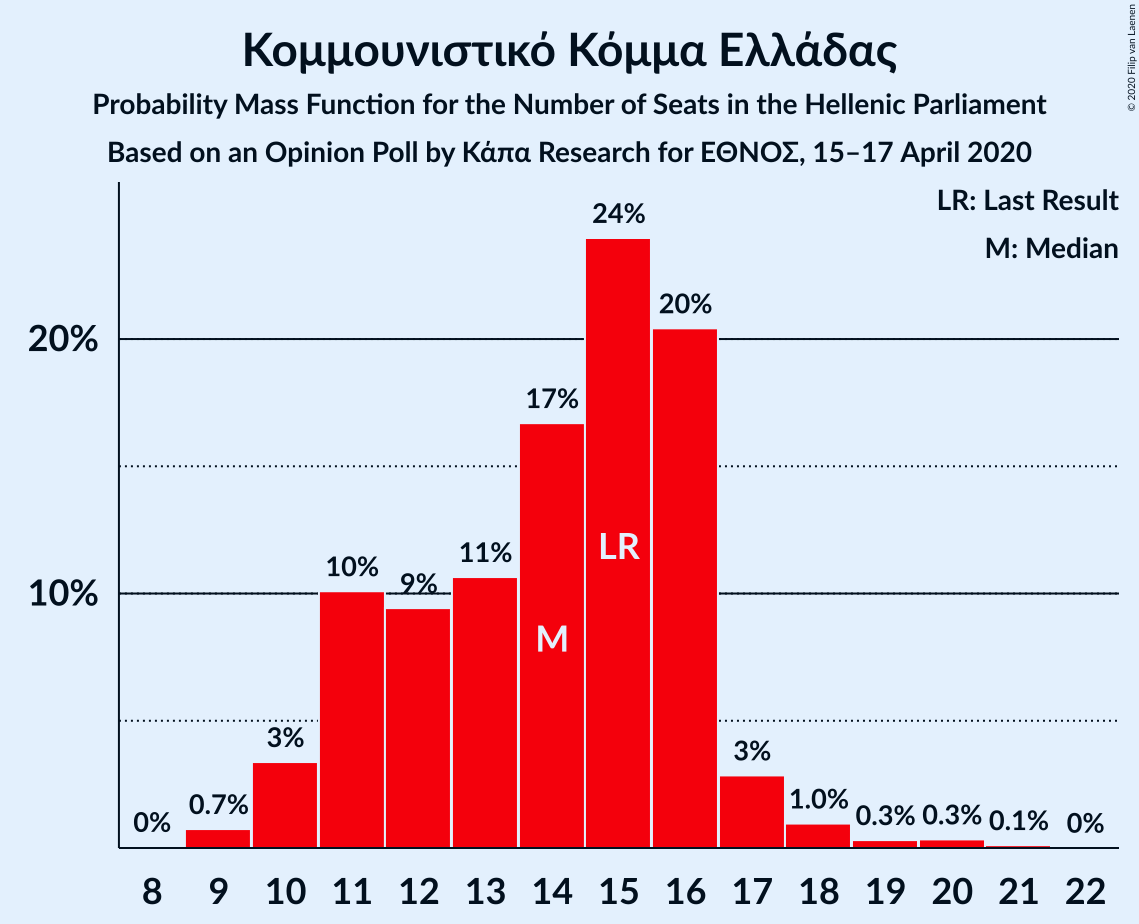 Κομμουνιστικό Κόμμα Ελλάδας
Probability Mass Function for the Number of Seats in the Hellenic Parliament
Based on an Opinion Poll by Κάπα Research for ΕΘΝΟΣ, 15–17 April 2020
© 2020 Filip van Laenen
LR: Last Result
M: Median
24%
20%
17%
11%
10%
9%
3%
0.7%
0%
3%
1.0%
0.3%
0.3%
0.1%
0%
LR
M
20%
10%
8 9 10 11 12 13 14 15 16 17 18 19 20 21 22